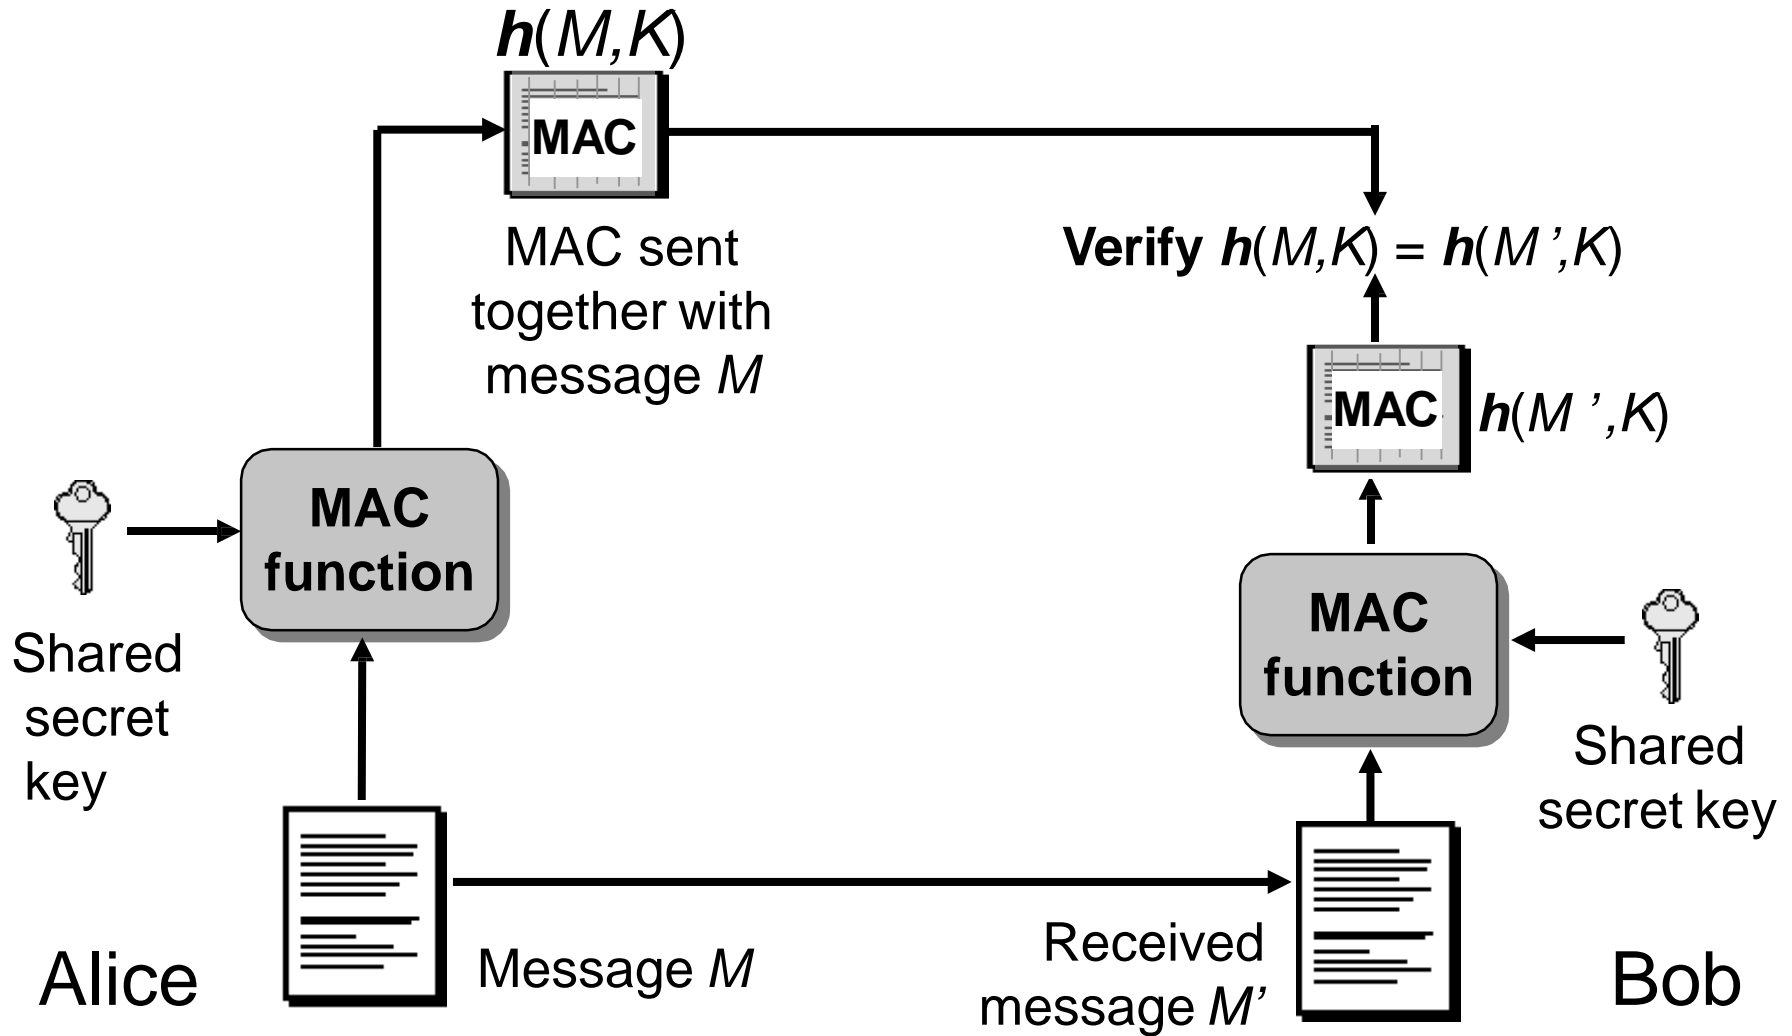 h(M,K)
MAC
MAC sent
together with
message M
Verify h(M,K) = h(M ’,K)
MAC
h(M ’,K)
MAC
function
Shared
secret
key
MAC
function
Shared
secret key
Alice
Message M
Received
message M’
Bob